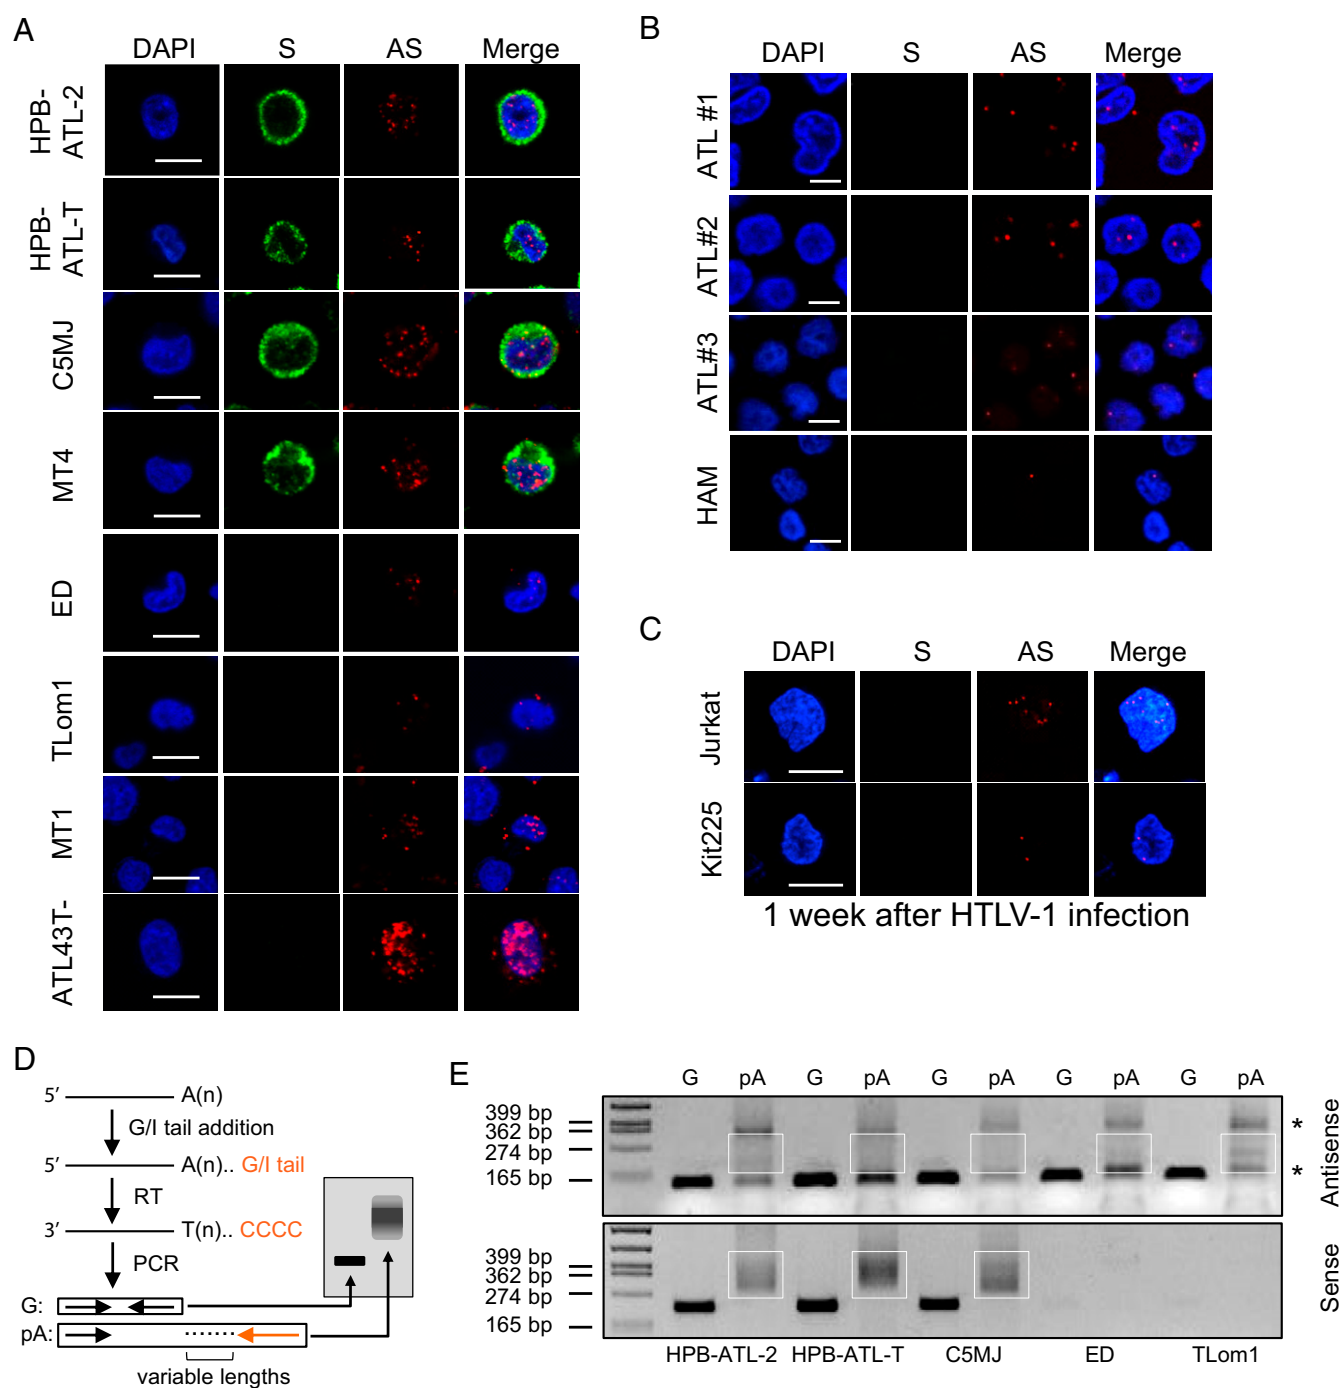 A
DAPI S AS Merge
HPB-
ATL-2
HPB-
ATL-T
C5MJ
MT4
ED
TLom1
MT1
ATL43T-
B
DAPI S AS Merge
ATL #1
ATL#2
ATL#3
HAM
C
DAPI S AS Merge
Jurkat
Kit225
1 week after HTLV-1 infection
D
5′ A(n)
G/I tail addition
5′ A(n).. G/I tail
RT
3′ T(n).. CCCC
PCR
G:
pA:
variable lengths
E
G pA G pA G pA G pA G pA
399 bp
362 bp
274 bp
165 bp
*
*
Antisense
399 bp
362 bp
274 bp
165 bp
Sense
HPB-ATL-2 HPB-ATL-T C5MJ ED TLom1